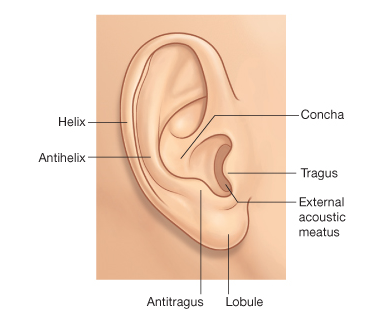 Concha
Helix
Antihelix
Tragus
External
acoustic
meatus
Antitragus
Lobule